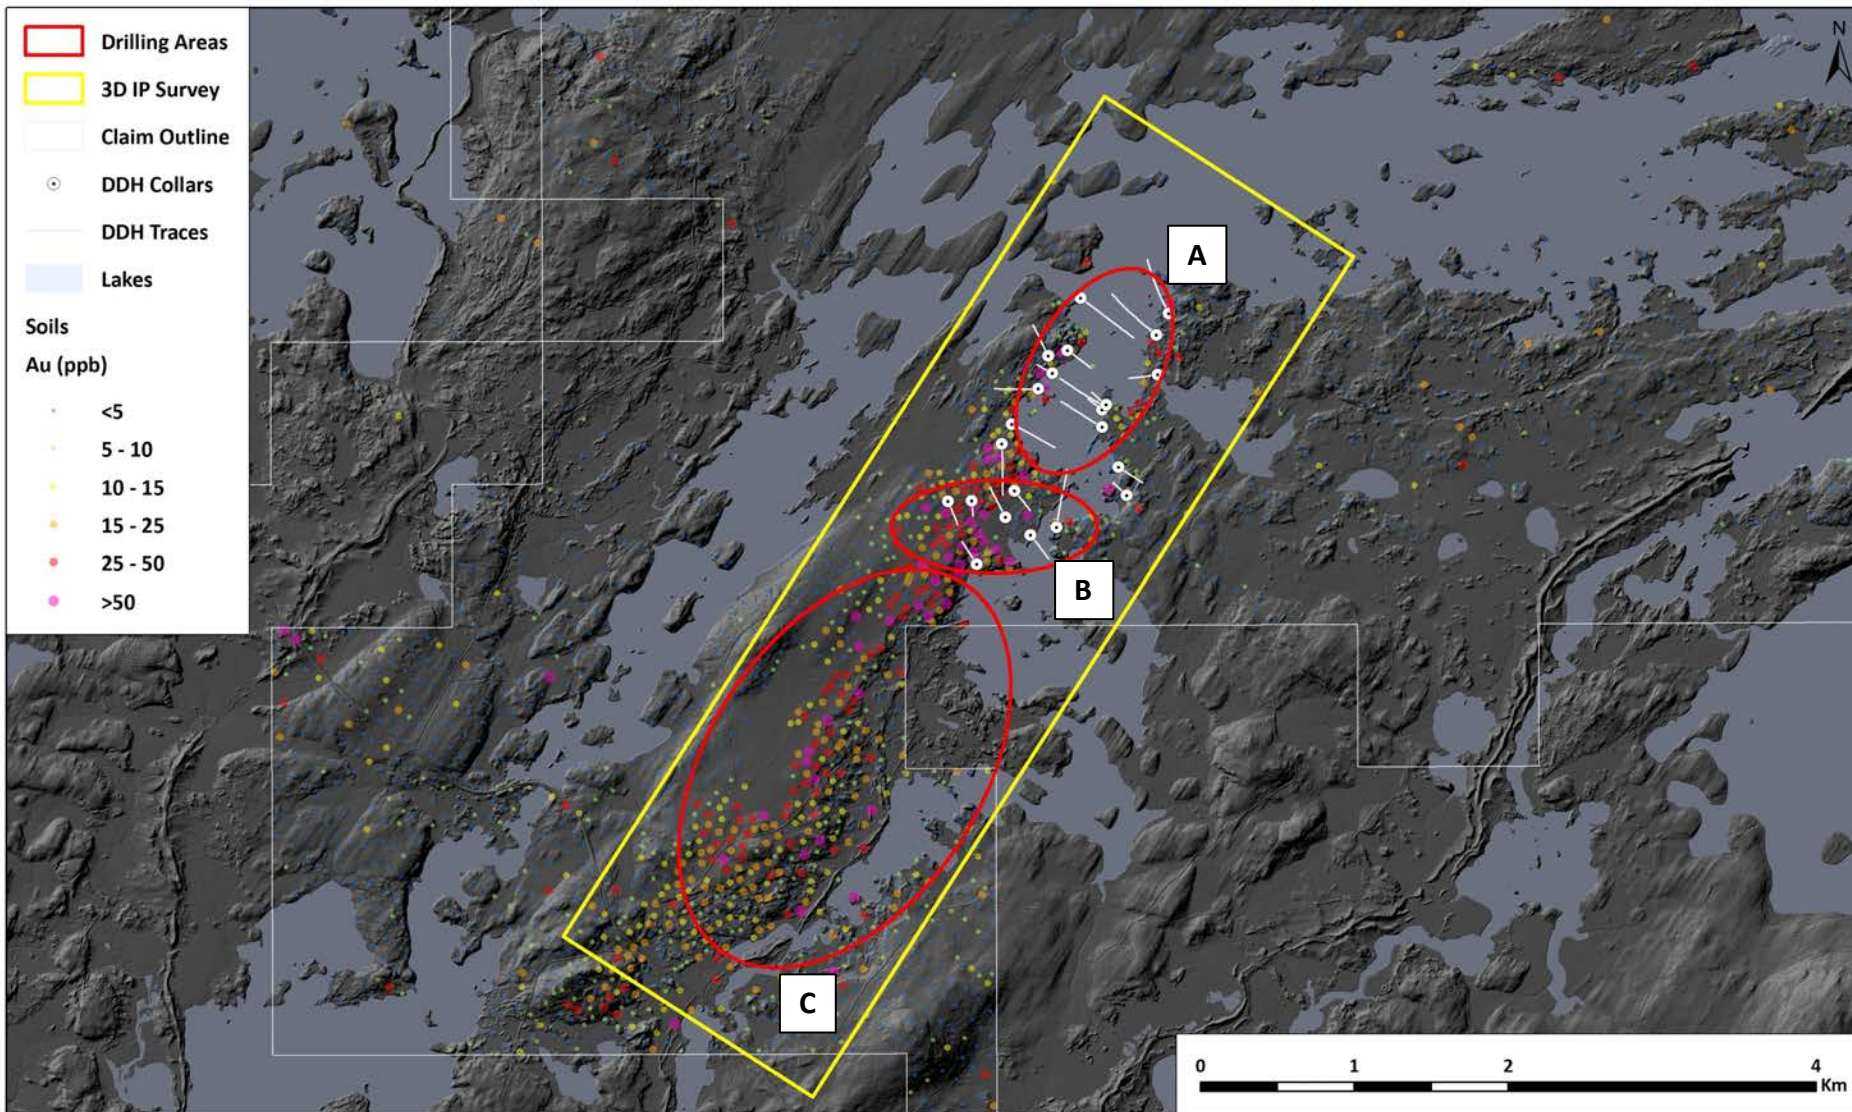 Drilling Areas
3D IP Survey
Claim Outline
DDH Collars
DDH Traces
Lakes
Soils
Au (ppb)
<5
5 - 10
10 - 15
15 - 25
25 - 50
>50
N
A
B
C
0 1 2 4
Km